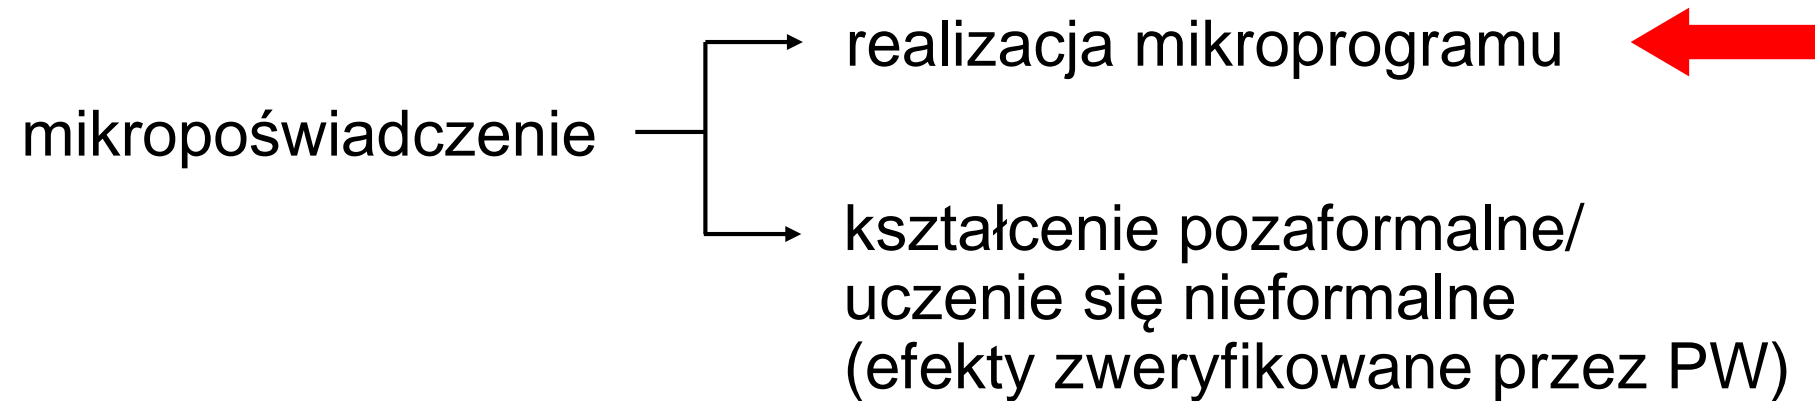 realizacja mikroprogramu
mikropoświadczenie
kształcenie pozaformalne/
uczenie się nieformalne
(efekty zweryfikowane przez PW)